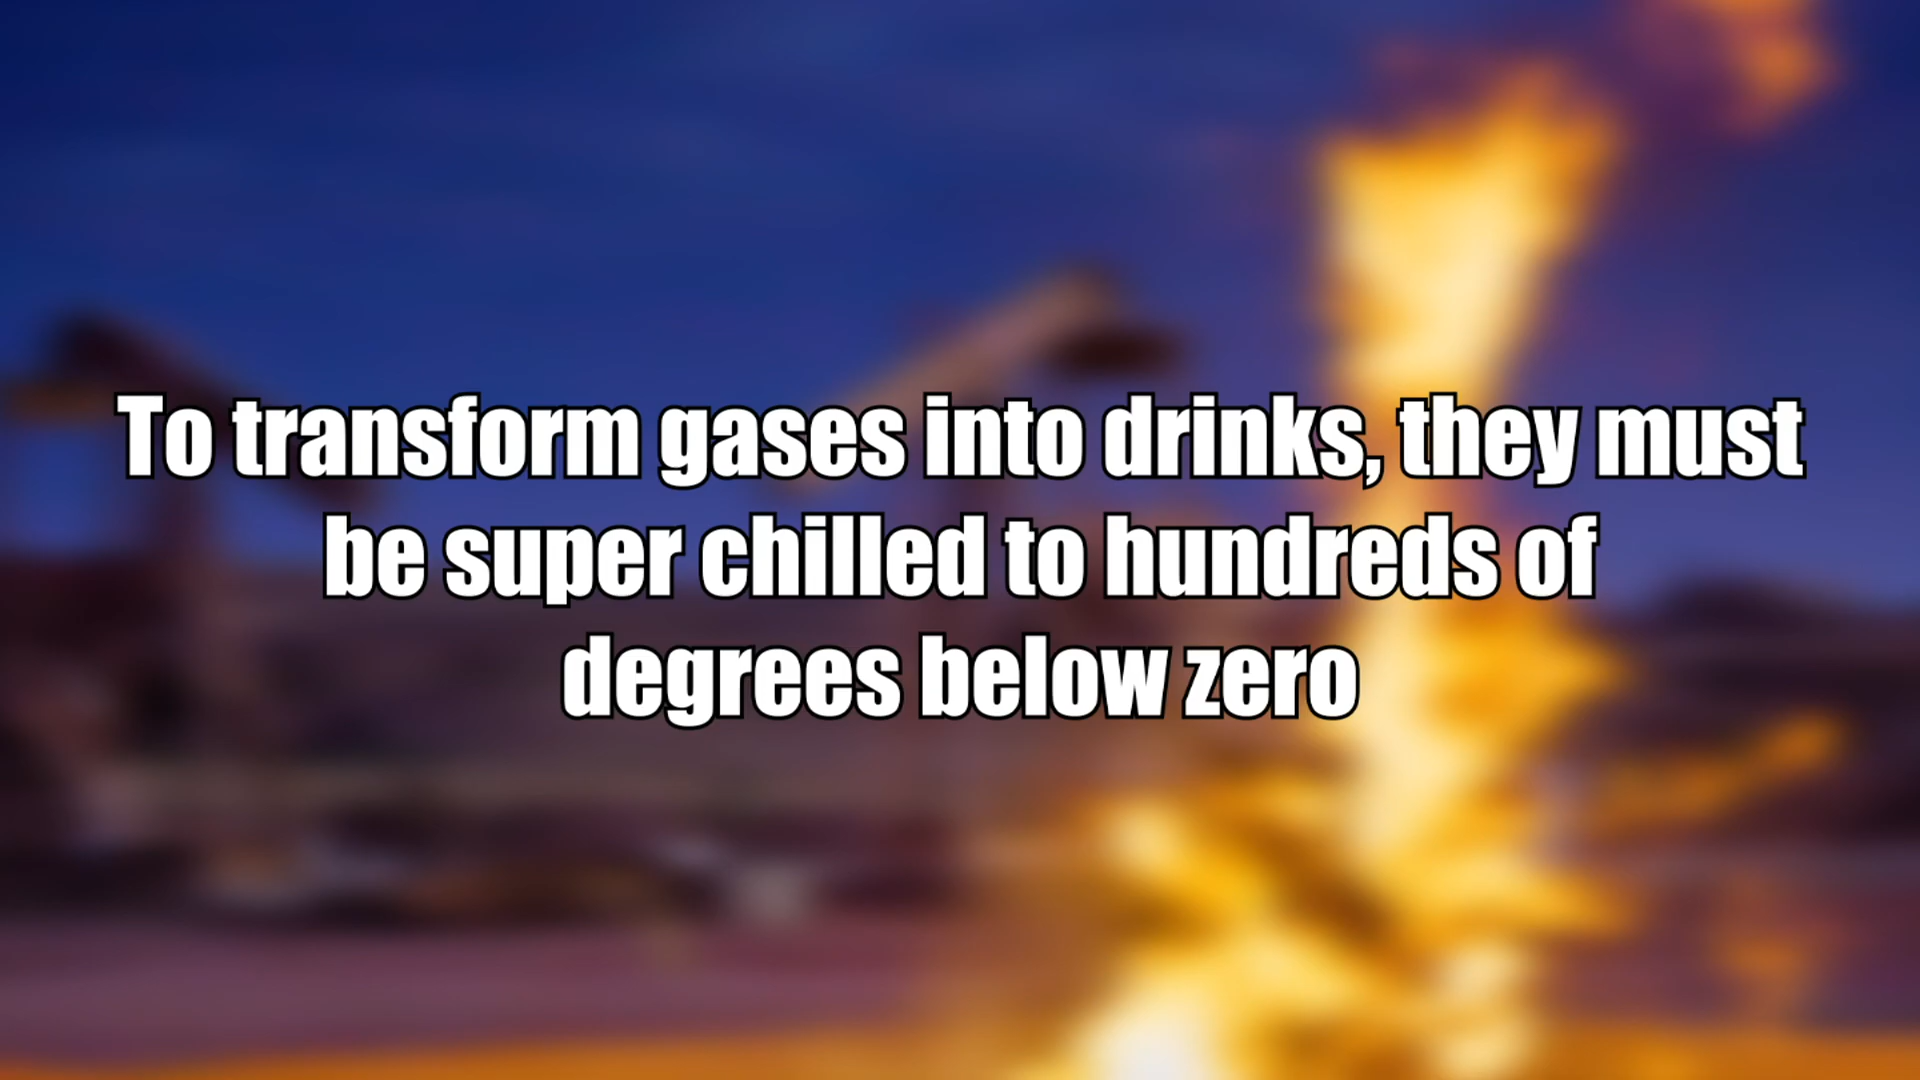 To transform gases into drinks, they must
be super chilled to hundreds of
degrees below zero